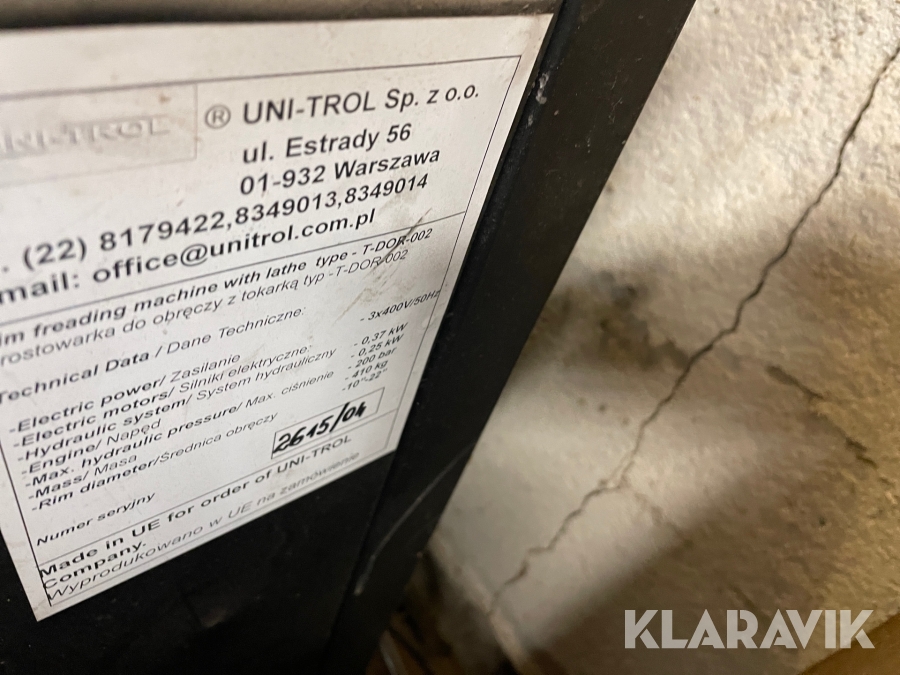 UNI-TROL
® UNI-TROL Sp. z o.o.
ul. Estrady 56
01-932 Warszawa
. (22) 8179422,8349013,8349014
mail: office@unitrol.com.pl
im freading machine with lathe type - T-DOR-002
rostowarka do obręczy z tokarką typ -T-DOR/002
Technical Data / Dane Techniczne:
-Electric power/ Zasilanie - 3x400V/50Hz
-Electric motors/ Silniki elektryczne: - 0,37 kW
-Hydraulic system/ System hydrauliczny - 0,25 kW
-Engine/ Napęd - 200 bar
-Max. hydraulic pressure/ Max. ciśnienie - 410 kg
-Mass/ Masa -10"-22"
-Rim diameter/Średnica obręczy
Numer seryjny 2615/04
Made in UE for order of UNI-TROL
Company.
Wyprodukowano w UE na zamówienie
KLARAVIK